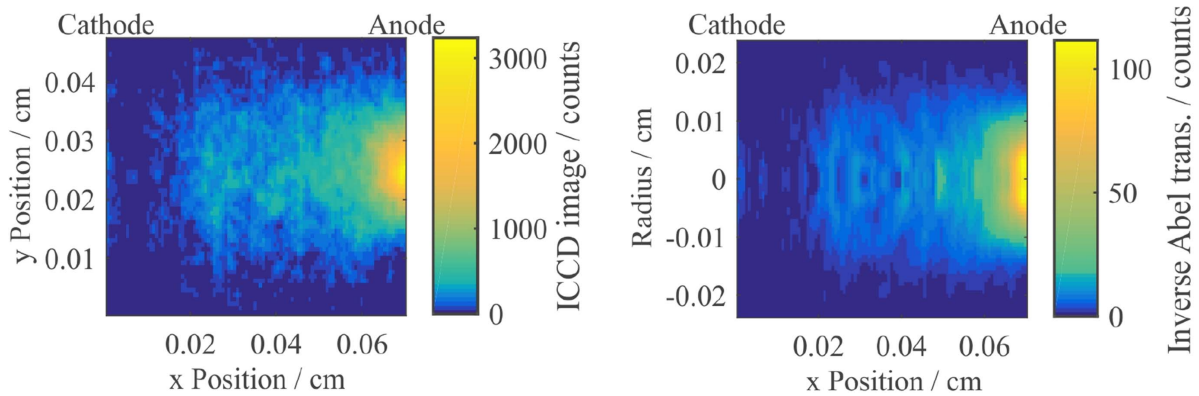 Cathode Anode
y Position / cm
0.04
0.03
0.02
0.01
0.02 0.04 0.06
x Position / cm
3000
2000
1000
0
ICCD image / counts
Cathode Anode
Radius / cm
0.02
0.01
0
-0.01
-0.02
0.02 0.04 0.06
x Position / cm
100
50
0
Inverse Abel trans. / counts